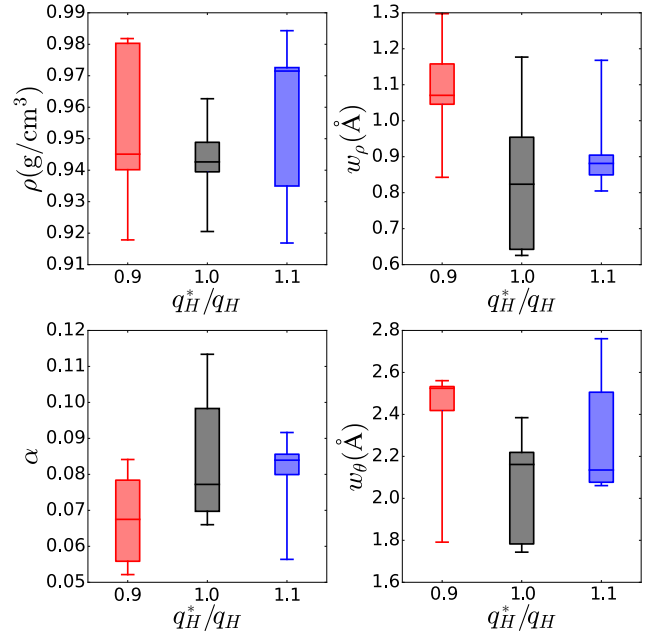 0.99
0.98
0.97
0.96
0.95
0.94
0.93
0.92
0.91
ρ(g/cm³)
0.9 1.0 1.1
q*_H/q_H
1.3
1.2
1.1
1.0
0.9
0.8
0.7
0.6
w_ρ(Å)
0.9 1.0 1.1
q*_H/q_H
0.12
0.11
0.10
0.09
0.08
0.07
0.06
0.05
α
0.9 1.0 1.1
q*_H/q_H
2.8
2.6
2.4
2.2
2.0
1.8
1.6
w_θ(Å)
0.9 1.0 1.1
q*_H/q_H